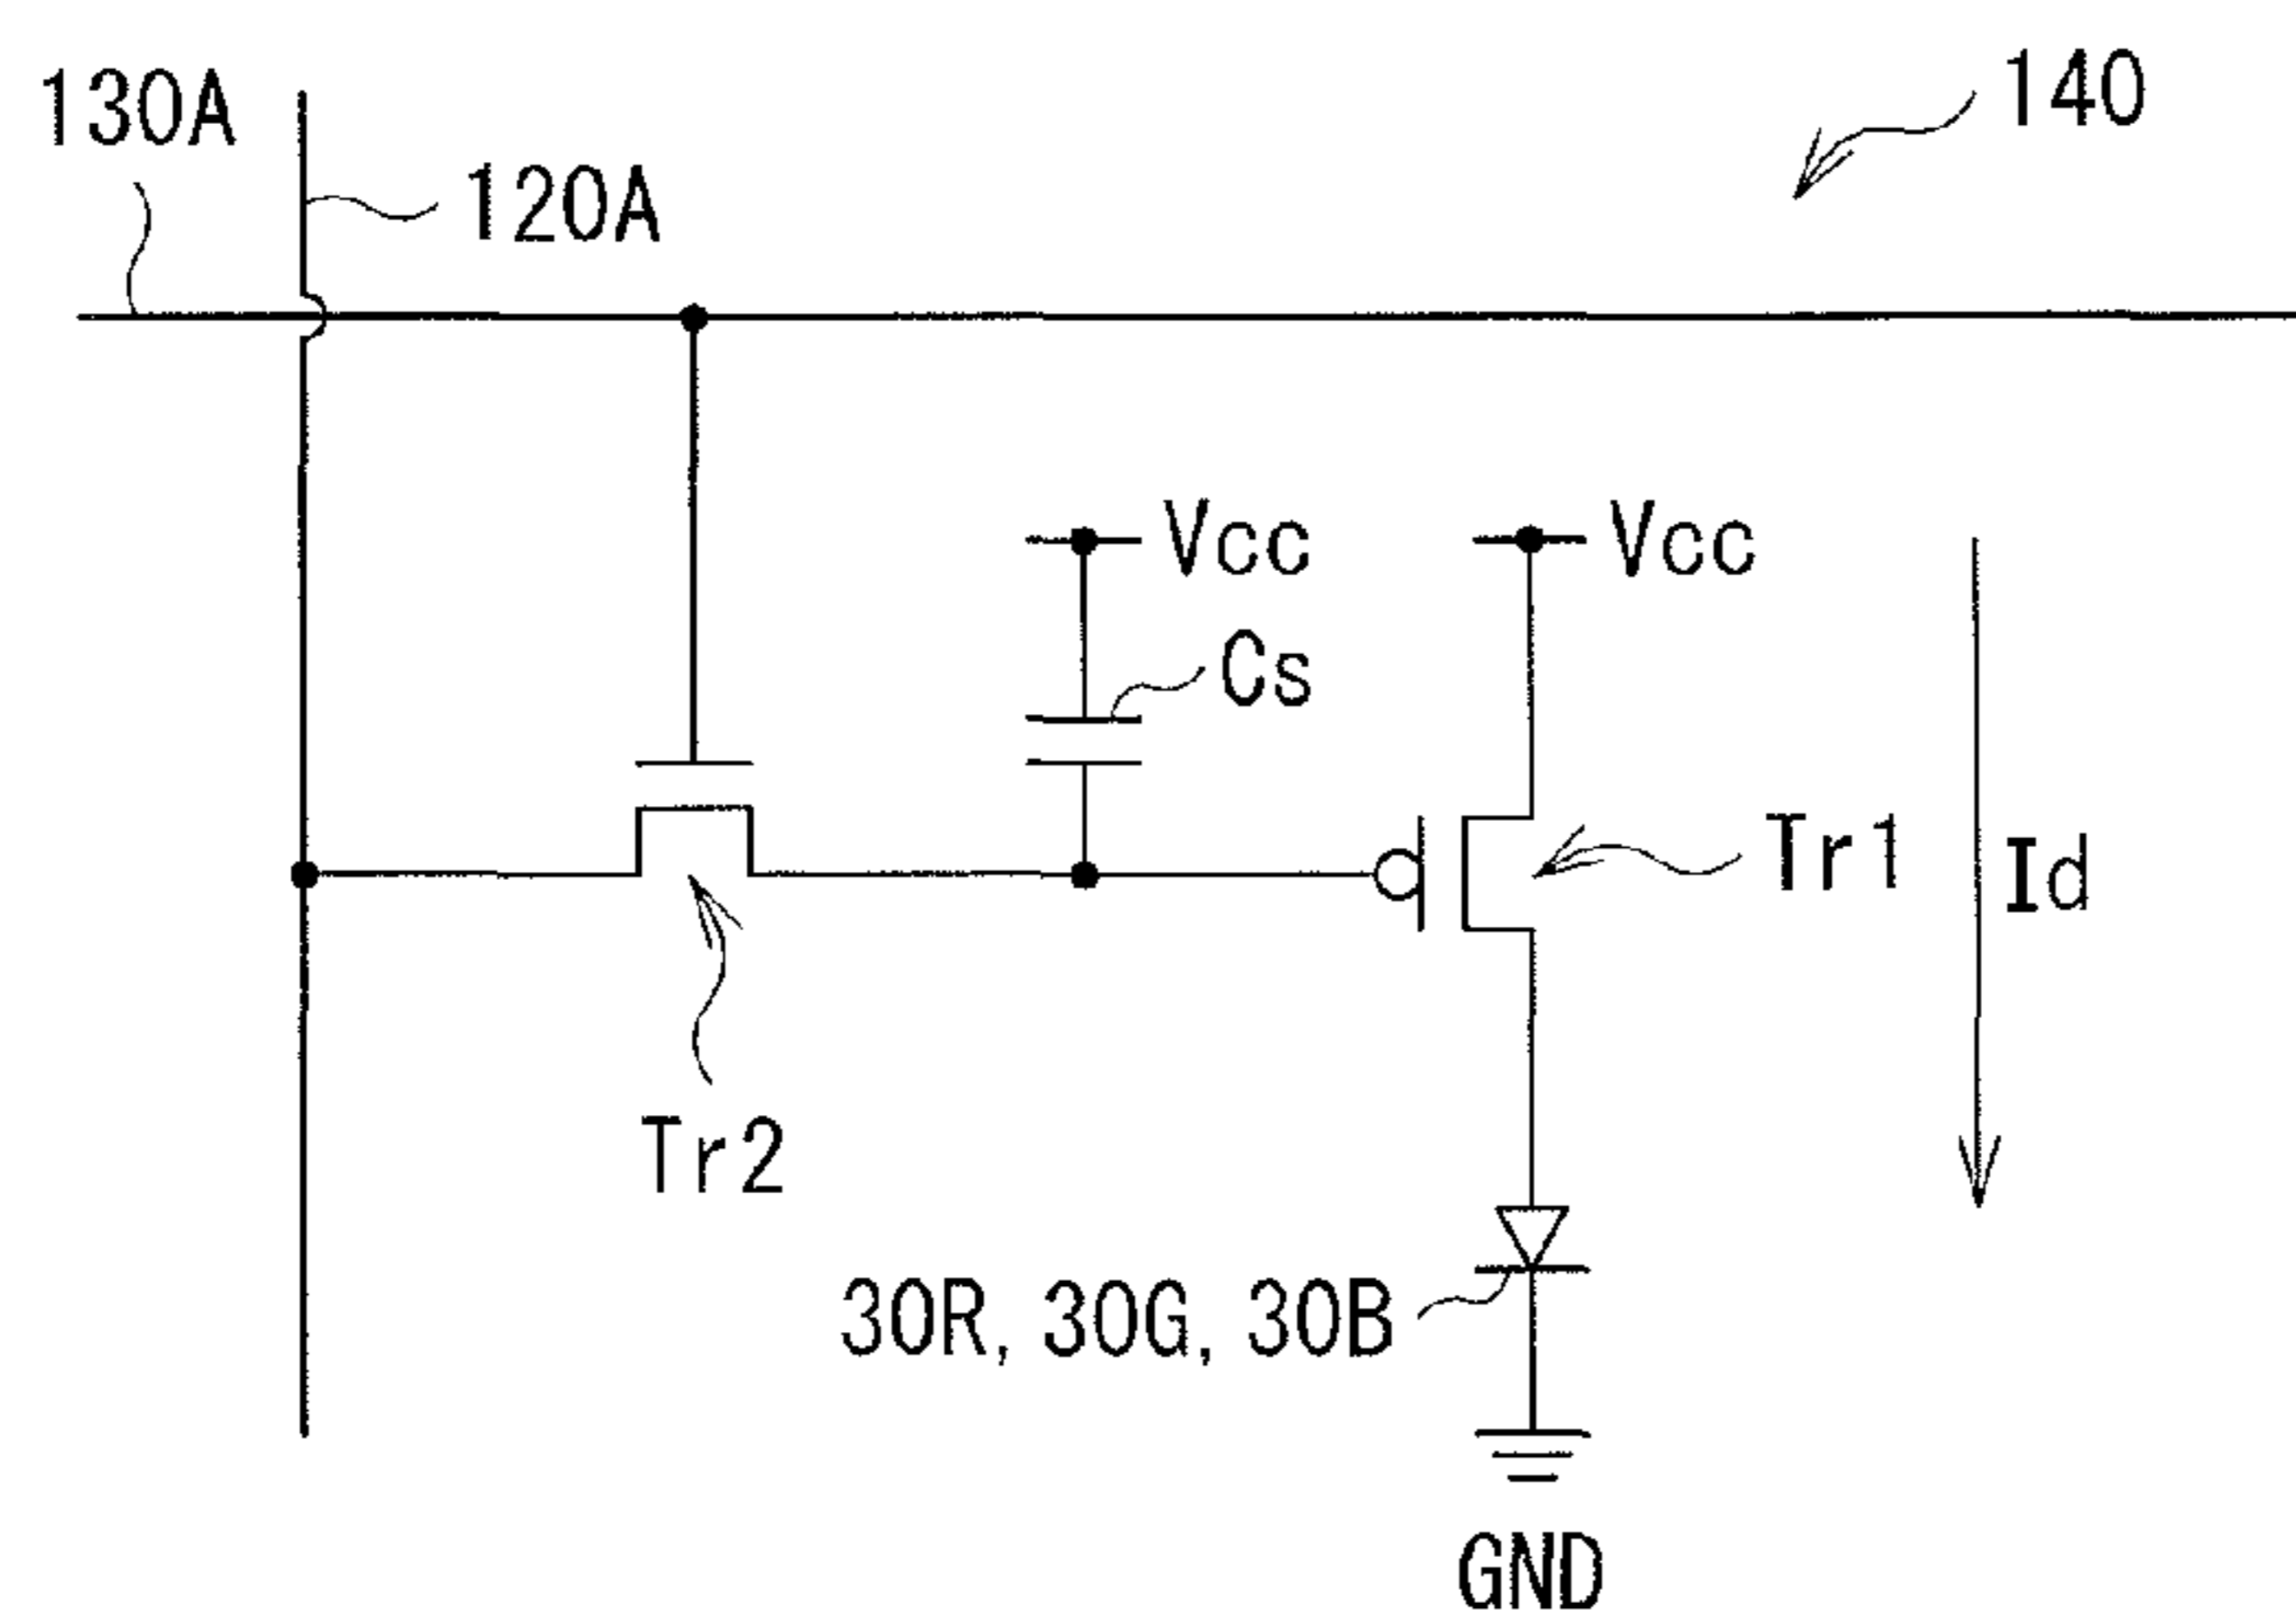 140
130A
120A
Vcc
Vcc
Cs
Tr1
Id
Tr2
30R, 30G, 30B
GND